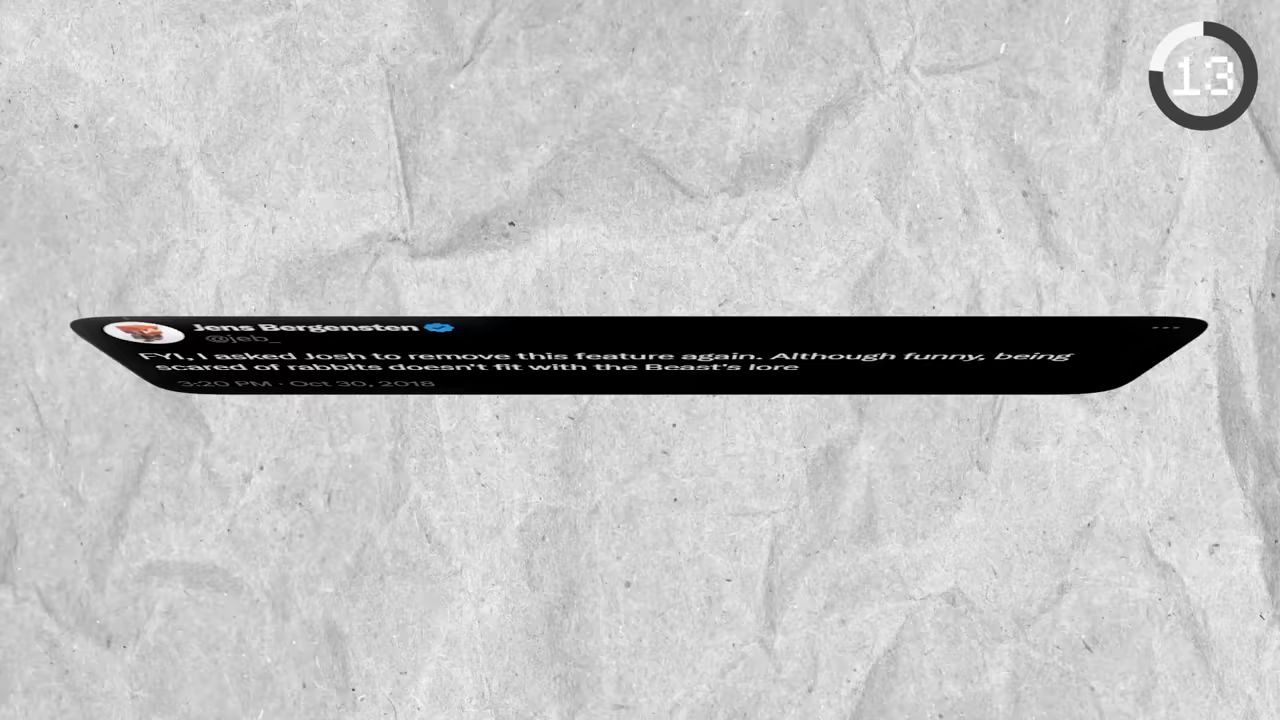 13
Jens Bergensten
@jeb_
FYI, I asked Josh to remove this feature again. Although funny, being
scared of rabbits doesn't fit with the Beast's lore
3:20 PM · Oct 30, 2018